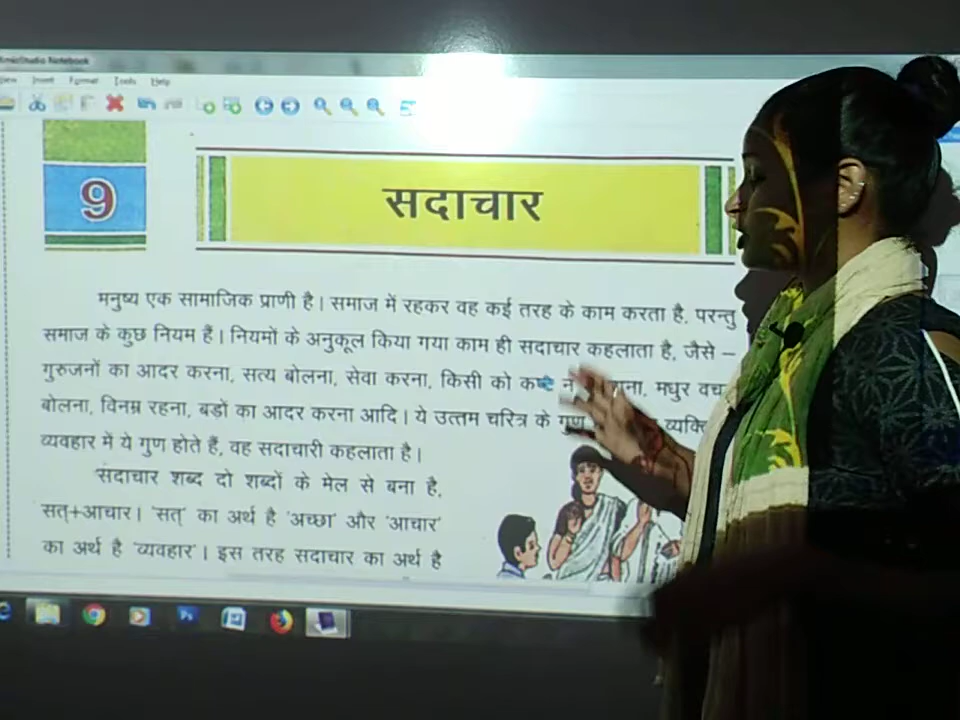 EmizStudio Notebook
View Insert Format Tools Help
9
सदाचार
मनुष्य एक सामाजिक प्राणी है। समाज में रहकर वह कई तरह के काम करता है, परन्तु
समाज के कुछ नियम हैं। नियमों के अनुकूल किया गया काम ही सदाचार कहलाता है, जैसे –
गुरुजनों का आदर करना, सत्य बोलना, सेवा करना, किसी को कष्ट न मधुर
बोलना, विनम्र रहना, बड़ों का आदर करना आदि। ये उत्तम चरित्र के गुण
व्यवहार में ये गुण होते हैं, वह सदाचारी कहलाता है।
सदाचार शब्द दो शब्दों के मेल से बना है,
सत्+आचार। 'सत्' का अर्थ है 'अच्छा' और 'आचार'
का अर्थ है 'व्यवहार'। इस तरह सदाचार का अर्थ है
Ps